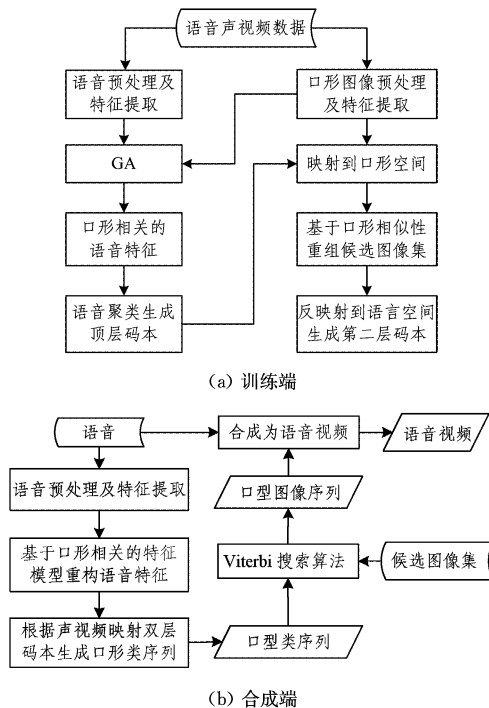 语音声视频数据
语音预处理及
特征提取
口形图像预处理
及特征提取
GA
映射到口形空间
口形相关的
语音特征
基于口形相似性
重组候选图像集
语音聚类生成
顶层码本
反映射到语言空间
生成第二层码本
(a) 训练端
语音
合成为语音视频
语音视频
语音预处理及特征提取
口型图像序列
基于口形相关的特征
模型重构语音特征
Viterbi 搜索算法
候选图像集
根据声视频映射双层
码本生成口形类序列
口型类序列
(b) 合成端